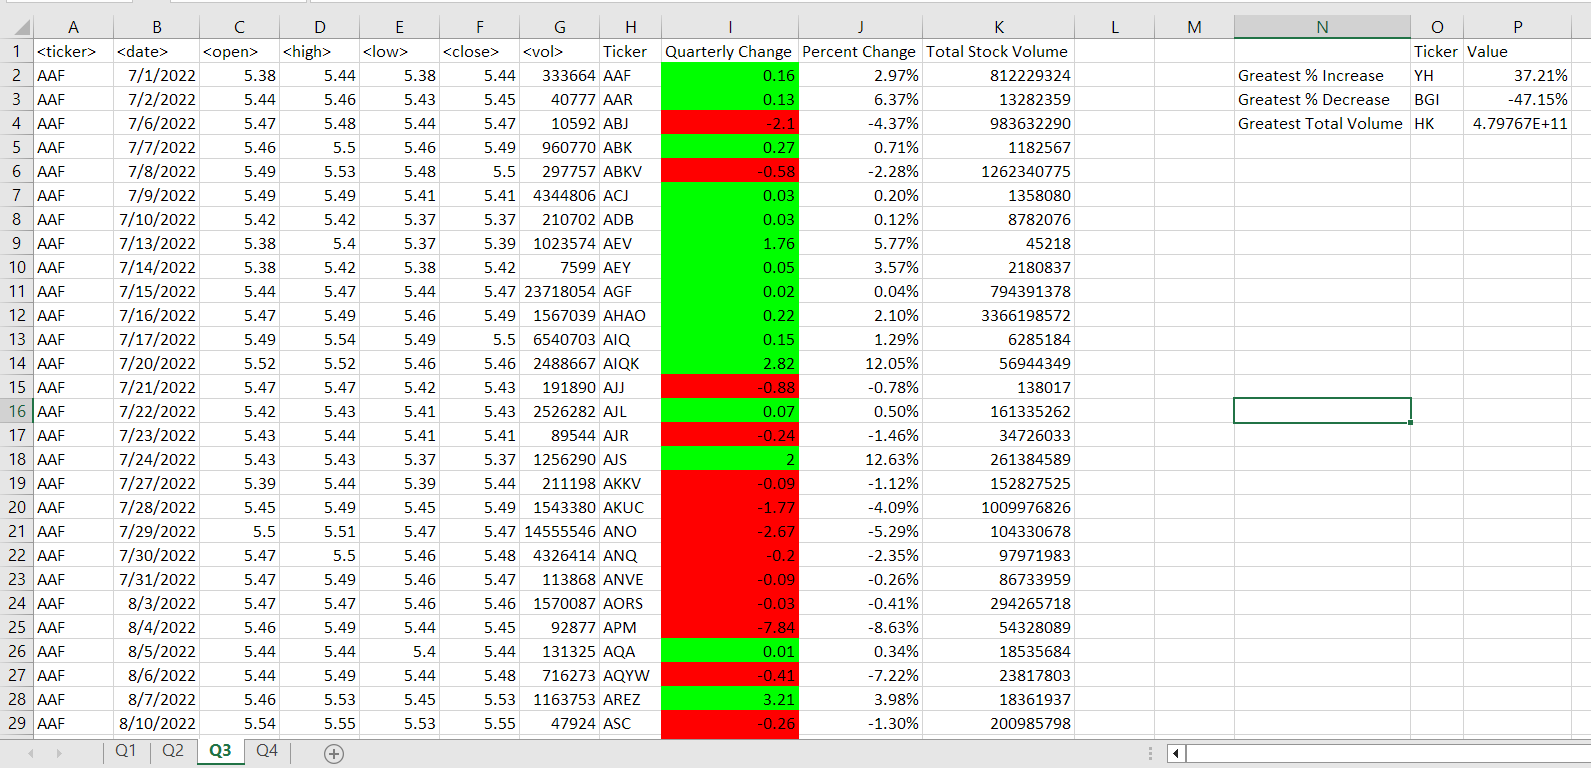 A B C D E F G H I J K L M N O P
1 <ticker> <date> <open> <high> <low> <close> <vol> Ticker Quarterly Change Percent Change Total Stock Volume Ticker Value
2 AAF 7/1/2022 5.38 5.44 5.38 5.44 333664 AAF 0.16 2.97% 812229324 Greatest % Increase YH 37.21%
3 AAF 7/2/2022 5.44 5.46 5.43 5.45 40777 AAR 0.13 6.37% 13282359 Greatest % Decrease BGI -47.15%
4 AAF 7/6/2022 5.47 5.48 5.44 5.47 10592 ABJ -2.1 -4.37% 983632290 Greatest Total Volume HK 4.79767E+11
5 AAF 7/7/2022 5.46 5.5 5.46 5.49 960770 ABK 0.27 0.71% 1182567
6 AAF 7/8/2022 5.49 5.53 5.48 5.5 297757 ABKV -0.58 -2.28% 1262340775
7 AAF 7/9/2022 5.49 5.49 5.41 5.41 4344806 ACJ 0.03 0.20% 1358080
8 AAF 7/10/2022 5.42 5.42 5.37 5.37 210702 ADB 0.03 0.12% 8782076
9 AAF 7/13/2022 5.38 5.4 5.37 5.39 1023574 AEV 1.76 5.77% 45218
10 AAF 7/14/2022 5.38 5.42 5.38 5.42 7599 AEY 0.05 3.57% 2180837
11 AAF 7/15/2022 5.44 5.47 5.44 5.47 23718054 AGF 0.02 0.04% 794391378
12 AAF 7/16/2022 5.47 5.49 5.46 5.49 1567039 AHAO 0.22 2.10% 3366198572
13 AAF 7/17/2022 5.49 5.54 5.49 5.5 6540703 AIQ 0.15 1.29% 6285184
14 AAF 7/20/2022 5.52 5.52 5.46 5.46 2488667 AIQK 2.82 12.05% 56944349
15 AAF 7/21/2022 5.47 5.47 5.42 5.43 191890 AJJ -0.88 -0.78% 138017
16 AAF 7/22/2022 5.42 5.43 5.41 5.43 2526282 AJL 0.07 0.50% 161335262
17 AAF 7/23/2022 5.43 5.44 5.41 5.41 89544 AJR -0.24 -1.46% 34726033
18 AAF 7/24/2022 5.43 5.43 5.37 5.37 1256290 AJS 2 12.63% 261384589
19 AAF 7/27/2022 5.39 5.44 5.39 5.44 211198 AKKV -0.09 -1.12% 152827525
20 AAF 7/28/2022 5.45 5.49 5.45 5.49 1543380 AKUC -1.77 -4.09% 1009976826
21 AAF 7/29/2022 5.5 5.51 5.47 5.47 14555546 ANO -2.67 -5.29% 104330678
22 AAF 7/30/2022 5.47 5.5 5.46 5.48 4326414 ANQ -0.2 -2.35% 97971983
23 AAF 7/31/2022 5.47 5.49 5.46 5.47 113868 ANVE -0.09 -0.26% 86733959
24 AAF 8/3/2022 5.47 5.47 5.46 5.46 1570087 AORS -0.03 -0.41% 294265718
25 AAF 8/4/2022 5.46 5.49 5.44 5.45 92877 APM -7.84 -8.63% 54328089
26 AAF 8/5/2022 5.44 5.44 5.4 5.44 131325 AQA 0.01 0.34% 18535684
27 AAF 8/6/2022 5.44 5.49 5.44 5.48 716273 AQYW -0.41 -7.22% 23817803
28 AAF 8/7/2022 5.46 5.53 5.45 5.53 1163753 AREZ 3.21 3.98% 18361937
29 AAF 8/10/2022 5.54 5.55 5.53 5.55 47924 ASC -0.26 -1.30% 200985798
Q1 Q2 Q3 Q4